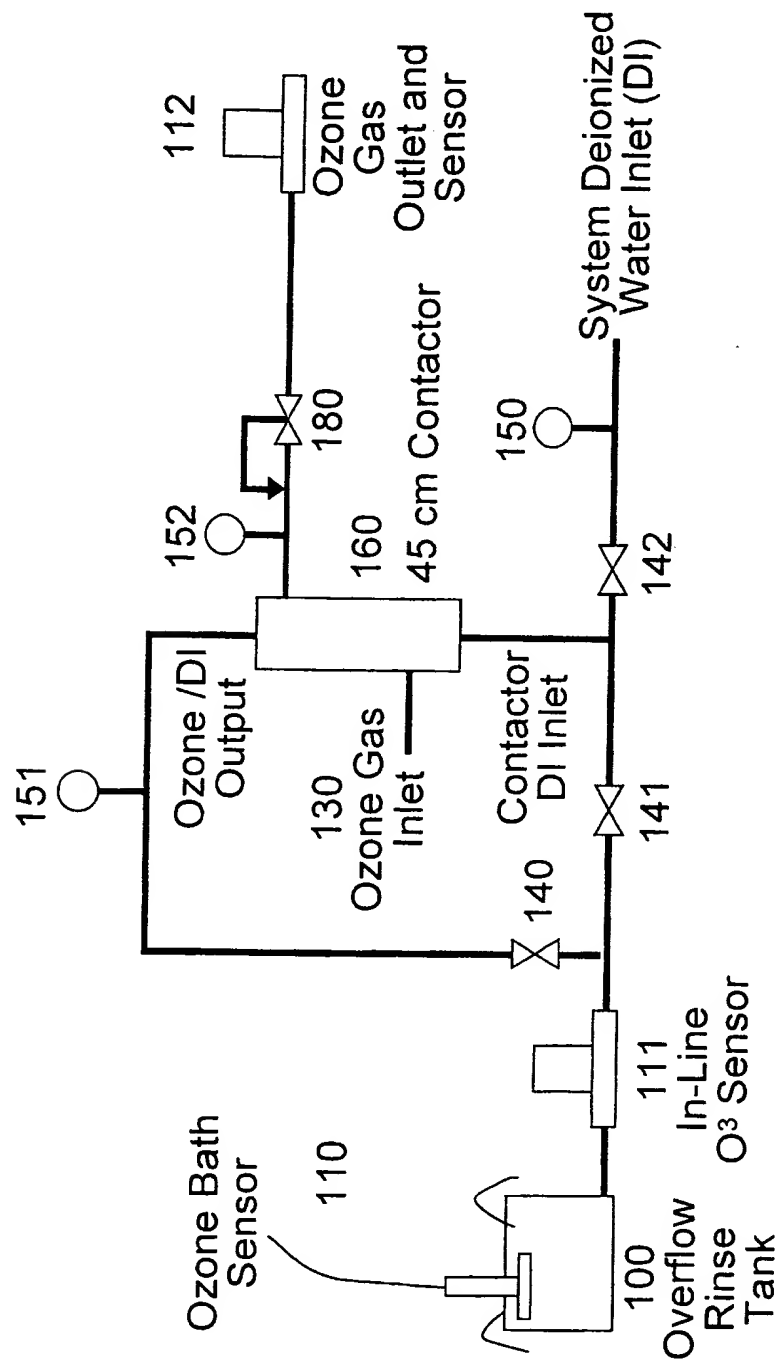 112
Ozone
Gas
Outlet and
Sensor
System Deionized
Water Inlet (DI)
180
152
160
45 cm Contactor
150
142
151
Ozone /DI
Output
130
Ozone Gas
Inlet
Contactor
DI Inlet
141
140
Ozone Bath
Sensor
110
111
In-Line
O3 Sensor
100
Overflow
Rinse
Tank